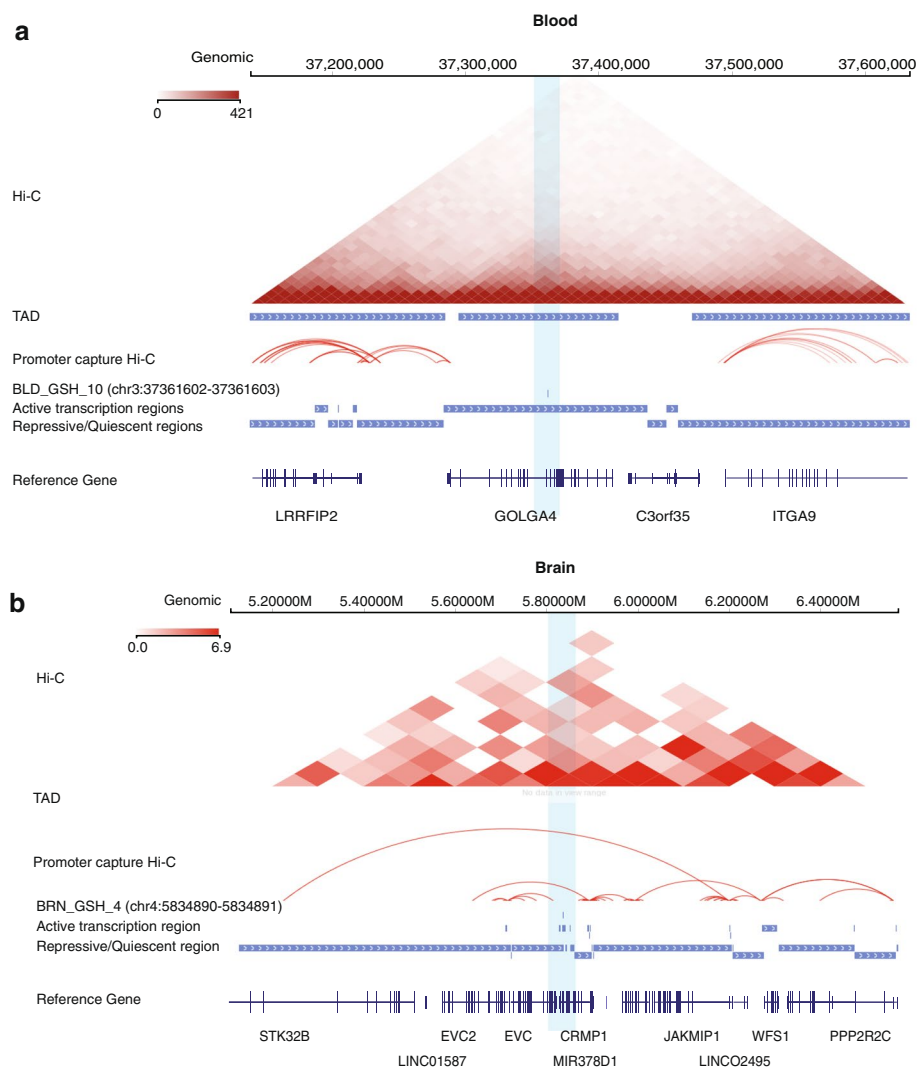 a
Blood
Genomic
37,200,000 37,300,000 37,400,000 37,500,000 37,600,000
0 421
Hi-C
TAD
Promoter capture Hi-C
BLD_GSH_10 (chr3:37361602-37361603)
Active transcription regions
Repressive/Quiescent regions
Reference Gene
LRRFIP2 GOLGA4 C3orf35 ITGA9
b
Brain
Genomic
5.20000M 5.40000M 5.60000M 5.80000M 6.00000M 6.20000M 6.40000M
0.0 6.9
Hi-C
TAD
No data in view range
Promoter capture Hi-C
BRN_GSH_4 (chr4:5834890-5834891)
Active transcription region
Repressive/Quiescent region
Reference Gene
STK32B EVC2 EVC CRMP1 JAKMIP1 WFS1 PPP2R2C
LINC01587 MIR378D1 LINCO2495